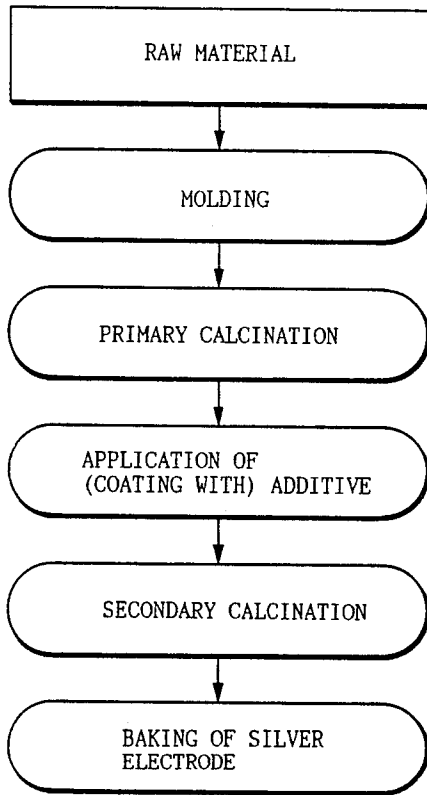 RAW MATERIAL
MOLDING
PRIMARY CALCINATION
APPLICATION OF
(COATING WITH) ADDITIVE
SECONDARY CALCINATION
BAKING OF SILVER
ELECTRODE